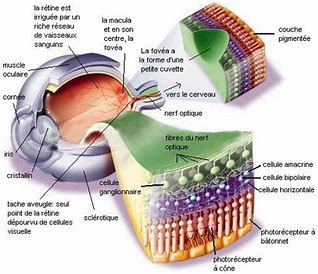 la rétine est
irriguée par un
riche réseau
de vaisseaux
sanguins
la macula
et en son
centre, la
fovéa
La fovéa a
la forme d'une
petite cuvette
couche
pigmentée
muscle
oculaire
cornée
iris
cristallin
vers le cerveau
nerf optique
fibres du nerf
optique
cellule
ganglionnaire
cellule amacrine
cellule bipolaire
cellule horizontale
tache aveugle: seul
point de la rétine
dépourvu de cellules
visuelle
sclérotique
photorécepteur à
bâtonnet
photorécepteur
à cône